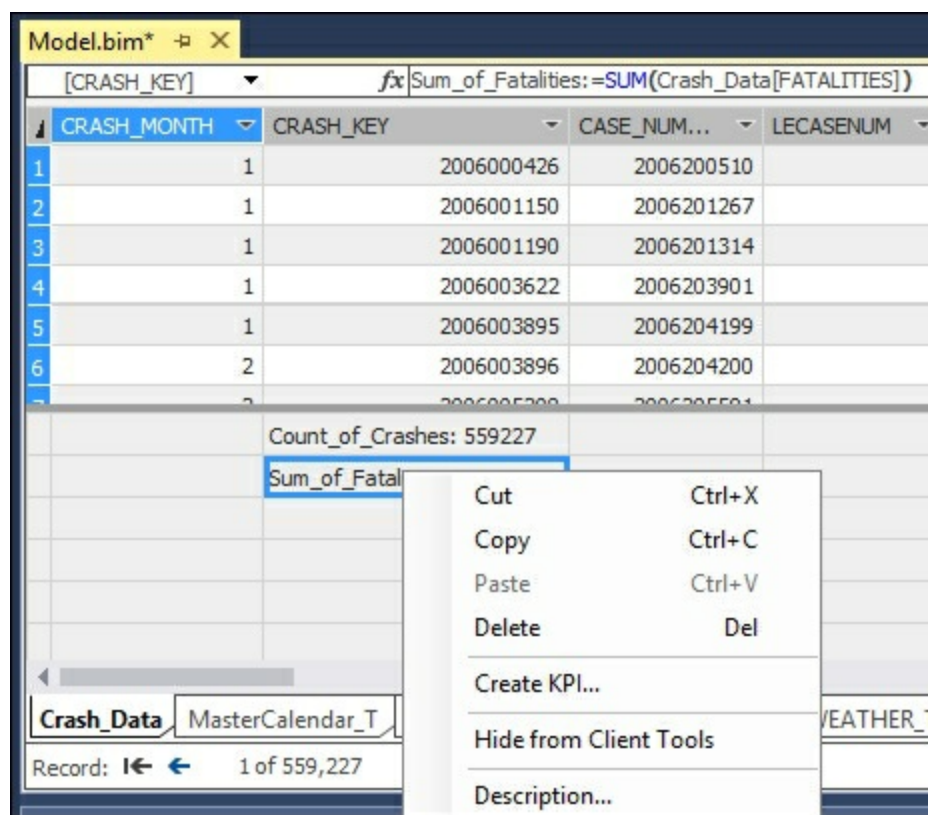 Model.bim*
[CRASH_KEY] fx Sum_of_Fatalities:=SUM(Crash_Data[FATALITIES])
CRASH_MONTH CRASH_KEY CASE_NUM... LECASENUM
1 1 2006000426 2006200510
2 1 2006001150 2006201267
3 1 2006001190 2006201314
4 1 2006003622 2006203901
5 1 2006003895 2006204199
6 2 2006003896 2006204200
Count_of_Crashes: 559227
Sum_of_Fatal
Cut Ctrl+X
Copy Ctrl+C
Paste Ctrl+V
Delete Del
Create KPI...
Hide from Client Tools
Description...
Crash_Data MasterCalendar_T EATHER_T
Record: 1 of 559,227